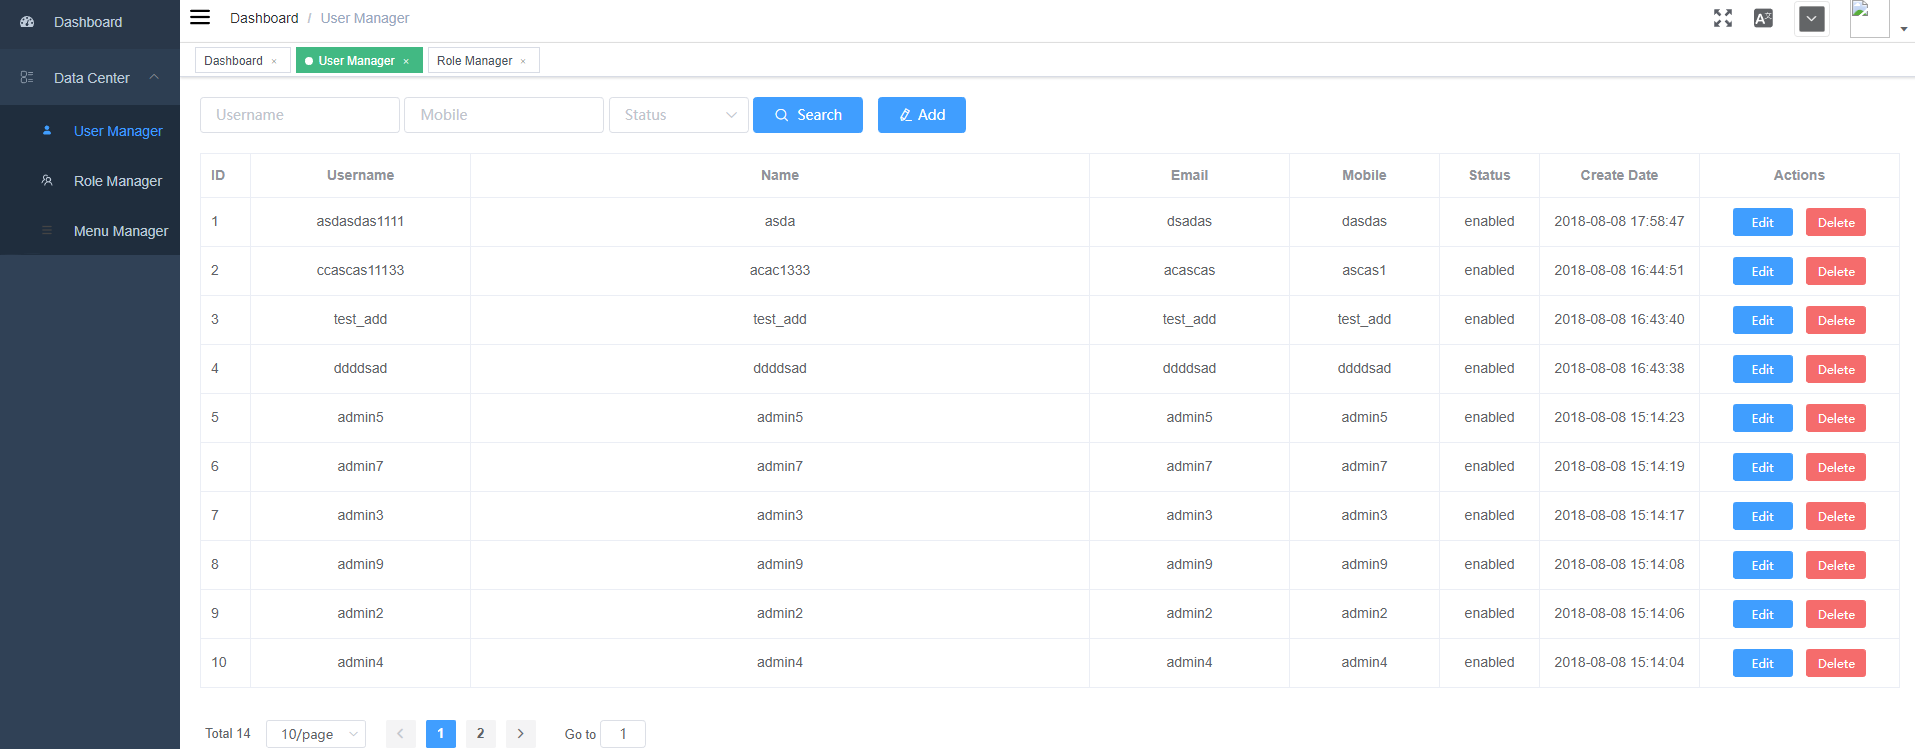 Dashboard
Data Center
User Manager
Role Manager
Menu Manager
Dashboard / User Manager
Dashboard × User Manager × Role Manager ×
Username Mobile Status Search Add
ID Username Name Email Mobile Status Create Date Actions
1 asdasdas1111 asda dsadas dasdas enabled 2018-08-08 17:58:47 Edit Delete
2 ccascas11133 acac1333 acascas ascas1 enabled 2018-08-08 16:44:51 Edit Delete
3 test_add test_add test_add test_add enabled 2018-08-08 16:43:40 Edit Delete
4 ddddsad ddddsad ddddsad ddddsad enabled 2018-08-08 16:43:38 Edit Delete
5 admin5 admin5 admin5 admin5 enabled 2018-08-08 15:14:23 Edit Delete
6 admin7 admin7 admin7 admin7 enabled 2018-08-08 15:14:19 Edit Delete
7 admin3 admin3 admin3 admin3 enabled 2018-08-08 15:14:17 Edit Delete
8 admin9 admin9 admin9 admin9 enabled 2018-08-08 15:14:08 Edit Delete
9 admin2 admin2 admin2 admin2 enabled 2018-08-08 15:14:06 Edit Delete
10 admin4 admin4 admin4 admin4 enabled 2018-08-08 15:14:04 Edit Delete
Total 14 10/page 1 2 Go to 1